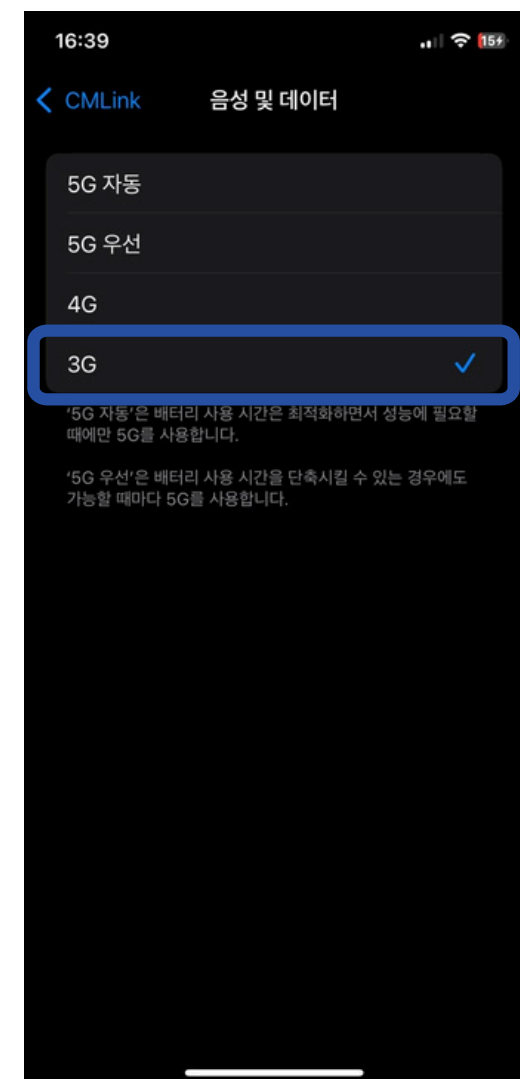 16:39
15
CMLink
음성 및 데이터
5G 자동
5G 우선
4G
3G
‘5G 자동’은 배터리 사용 시간은 최적화하면서 성능에 필요할
때에만 5G를 사용합니다.
‘5G 우선’은 배터리 사용 시간을 단축시킬 수 있는 경우에도
가능할 때마다 5G를 사용합니다.